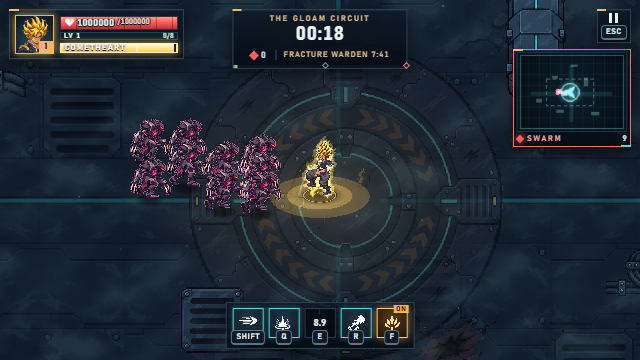 1000000 /1000000
LV 1 0/8
COMETHEART
1
THE GLOAM CIRCUIT
00:18
0 FRACTURE WARDEN 7:41
ESC
SWARM 9
ON
8.9
SHIFT Q E R F